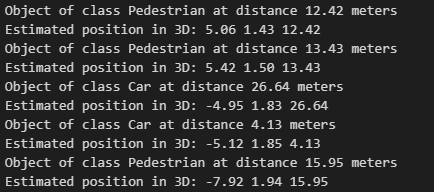 Object of class Pedestrian at distance 12.42 meters
Estimated position in 3D: 5.06 1.43 12.42
Object of class Pedestrian at distance 13.43 meters
Estimated position in 3D: 5.42 1.50 13.43
Object of class Car at distance 26.64 meters
Estimated position in 3D: -4.95 1.83 26.64
Object of class Car at distance 4.13 meters
Estimated position in 3D: -5.12 1.85 4.13
Object of class Pedestrian at distance 15.95 meters
Estimated position in 3D: -7.92 1.94 15.95